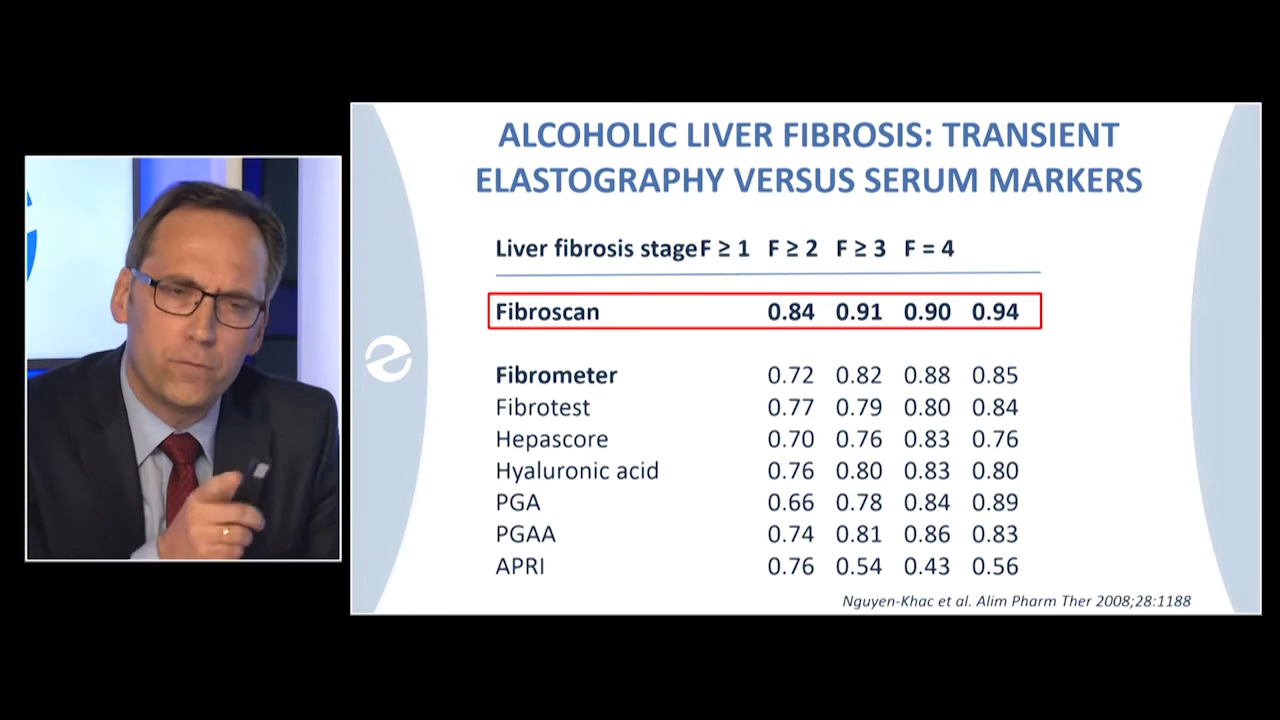 ALCOHOLIC LIVER FIBROSIS: TRANSIENT
ELASTOGRAPHY VERSUS SERUM MARKERS
Liver fibrosis stage F ≥ 1 F ≥ 2 F ≥ 3 F = 4
Fibroscan 0.84 0.91 0.90 0.94
Fibrometer 0.72 0.82 0.88 0.85
Fibrotest 0.77 0.79 0.80 0.84
Hepascore 0.70 0.76 0.83 0.76
Hyaluronic acid 0.76 0.80 0.83 0.80
PGA 0.66 0.78 0.84 0.89
PGAA 0.74 0.81 0.86 0.83
APRI 0.76 0.54 0.43 0.56
Nguyen-Khac et al. Alim Pharm Ther 2008;28:1188